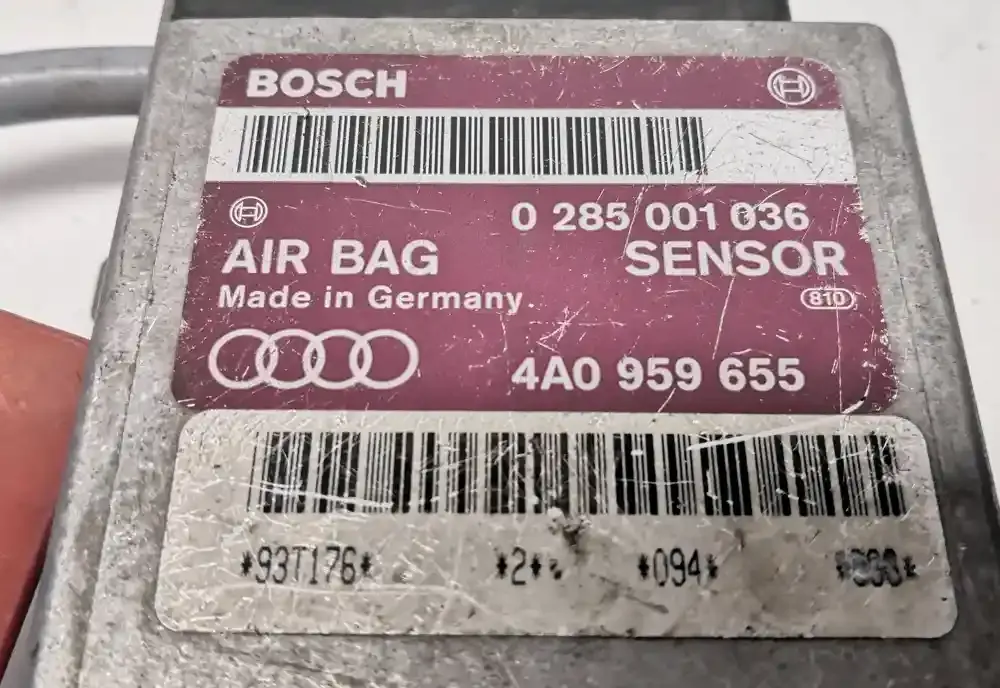 BOSCH
0 285 001 036
AIR BAG SENSOR
Made in Germany.
810
4A0 959 655
*93T176* *2* *094*